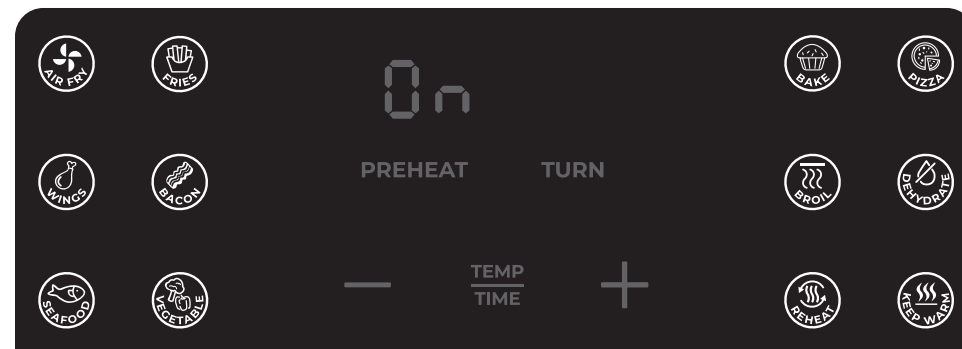 AIR FRY
FRIES
On
BAKE
PIZZA
PREHEAT
TURN
WINGS
BACON
BROIL
DEHYDRATE
TEMP
TIME
SEAFOOD
VEGETABLE
REHEAT
KEEP WARM